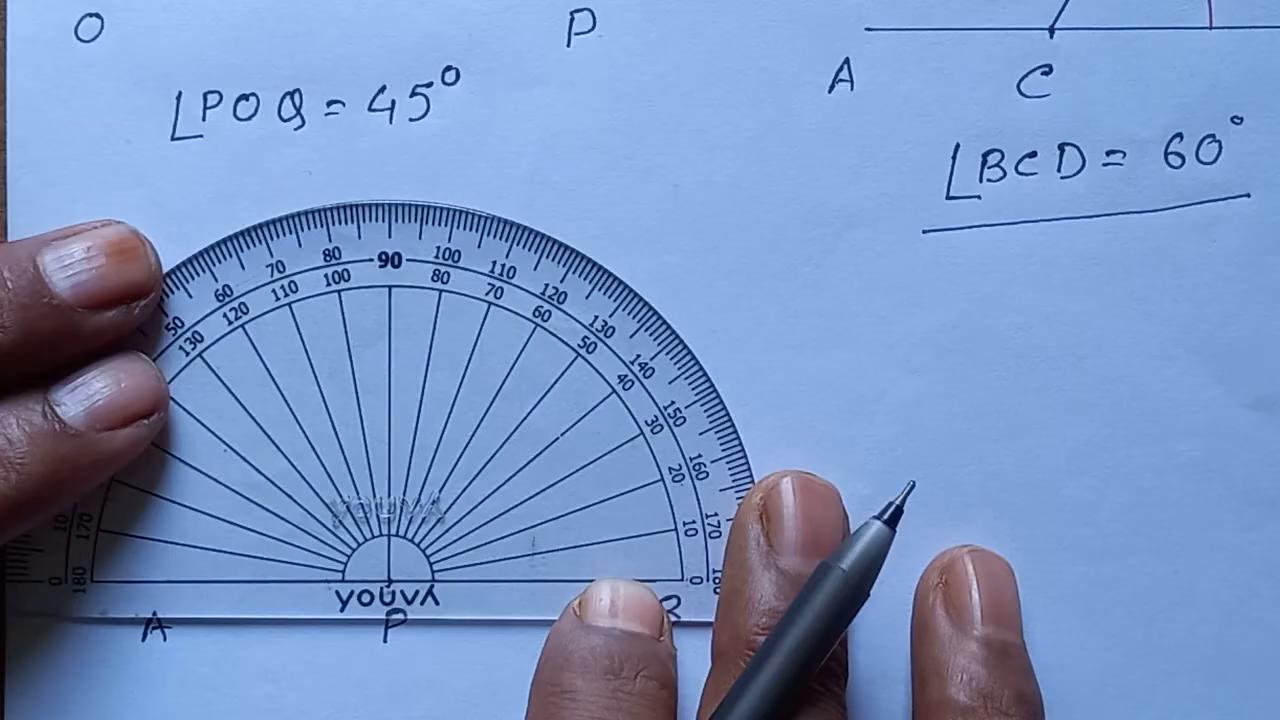 O P
A C
∠POQ = 45°
∠BCD = 60°
80 90 100
70 110
60 100 80 120
110 70
50 120 60 130
130 50 140
40
150
30
160
20
youvA
10 170 10 170
0 180 0
youvA
A P